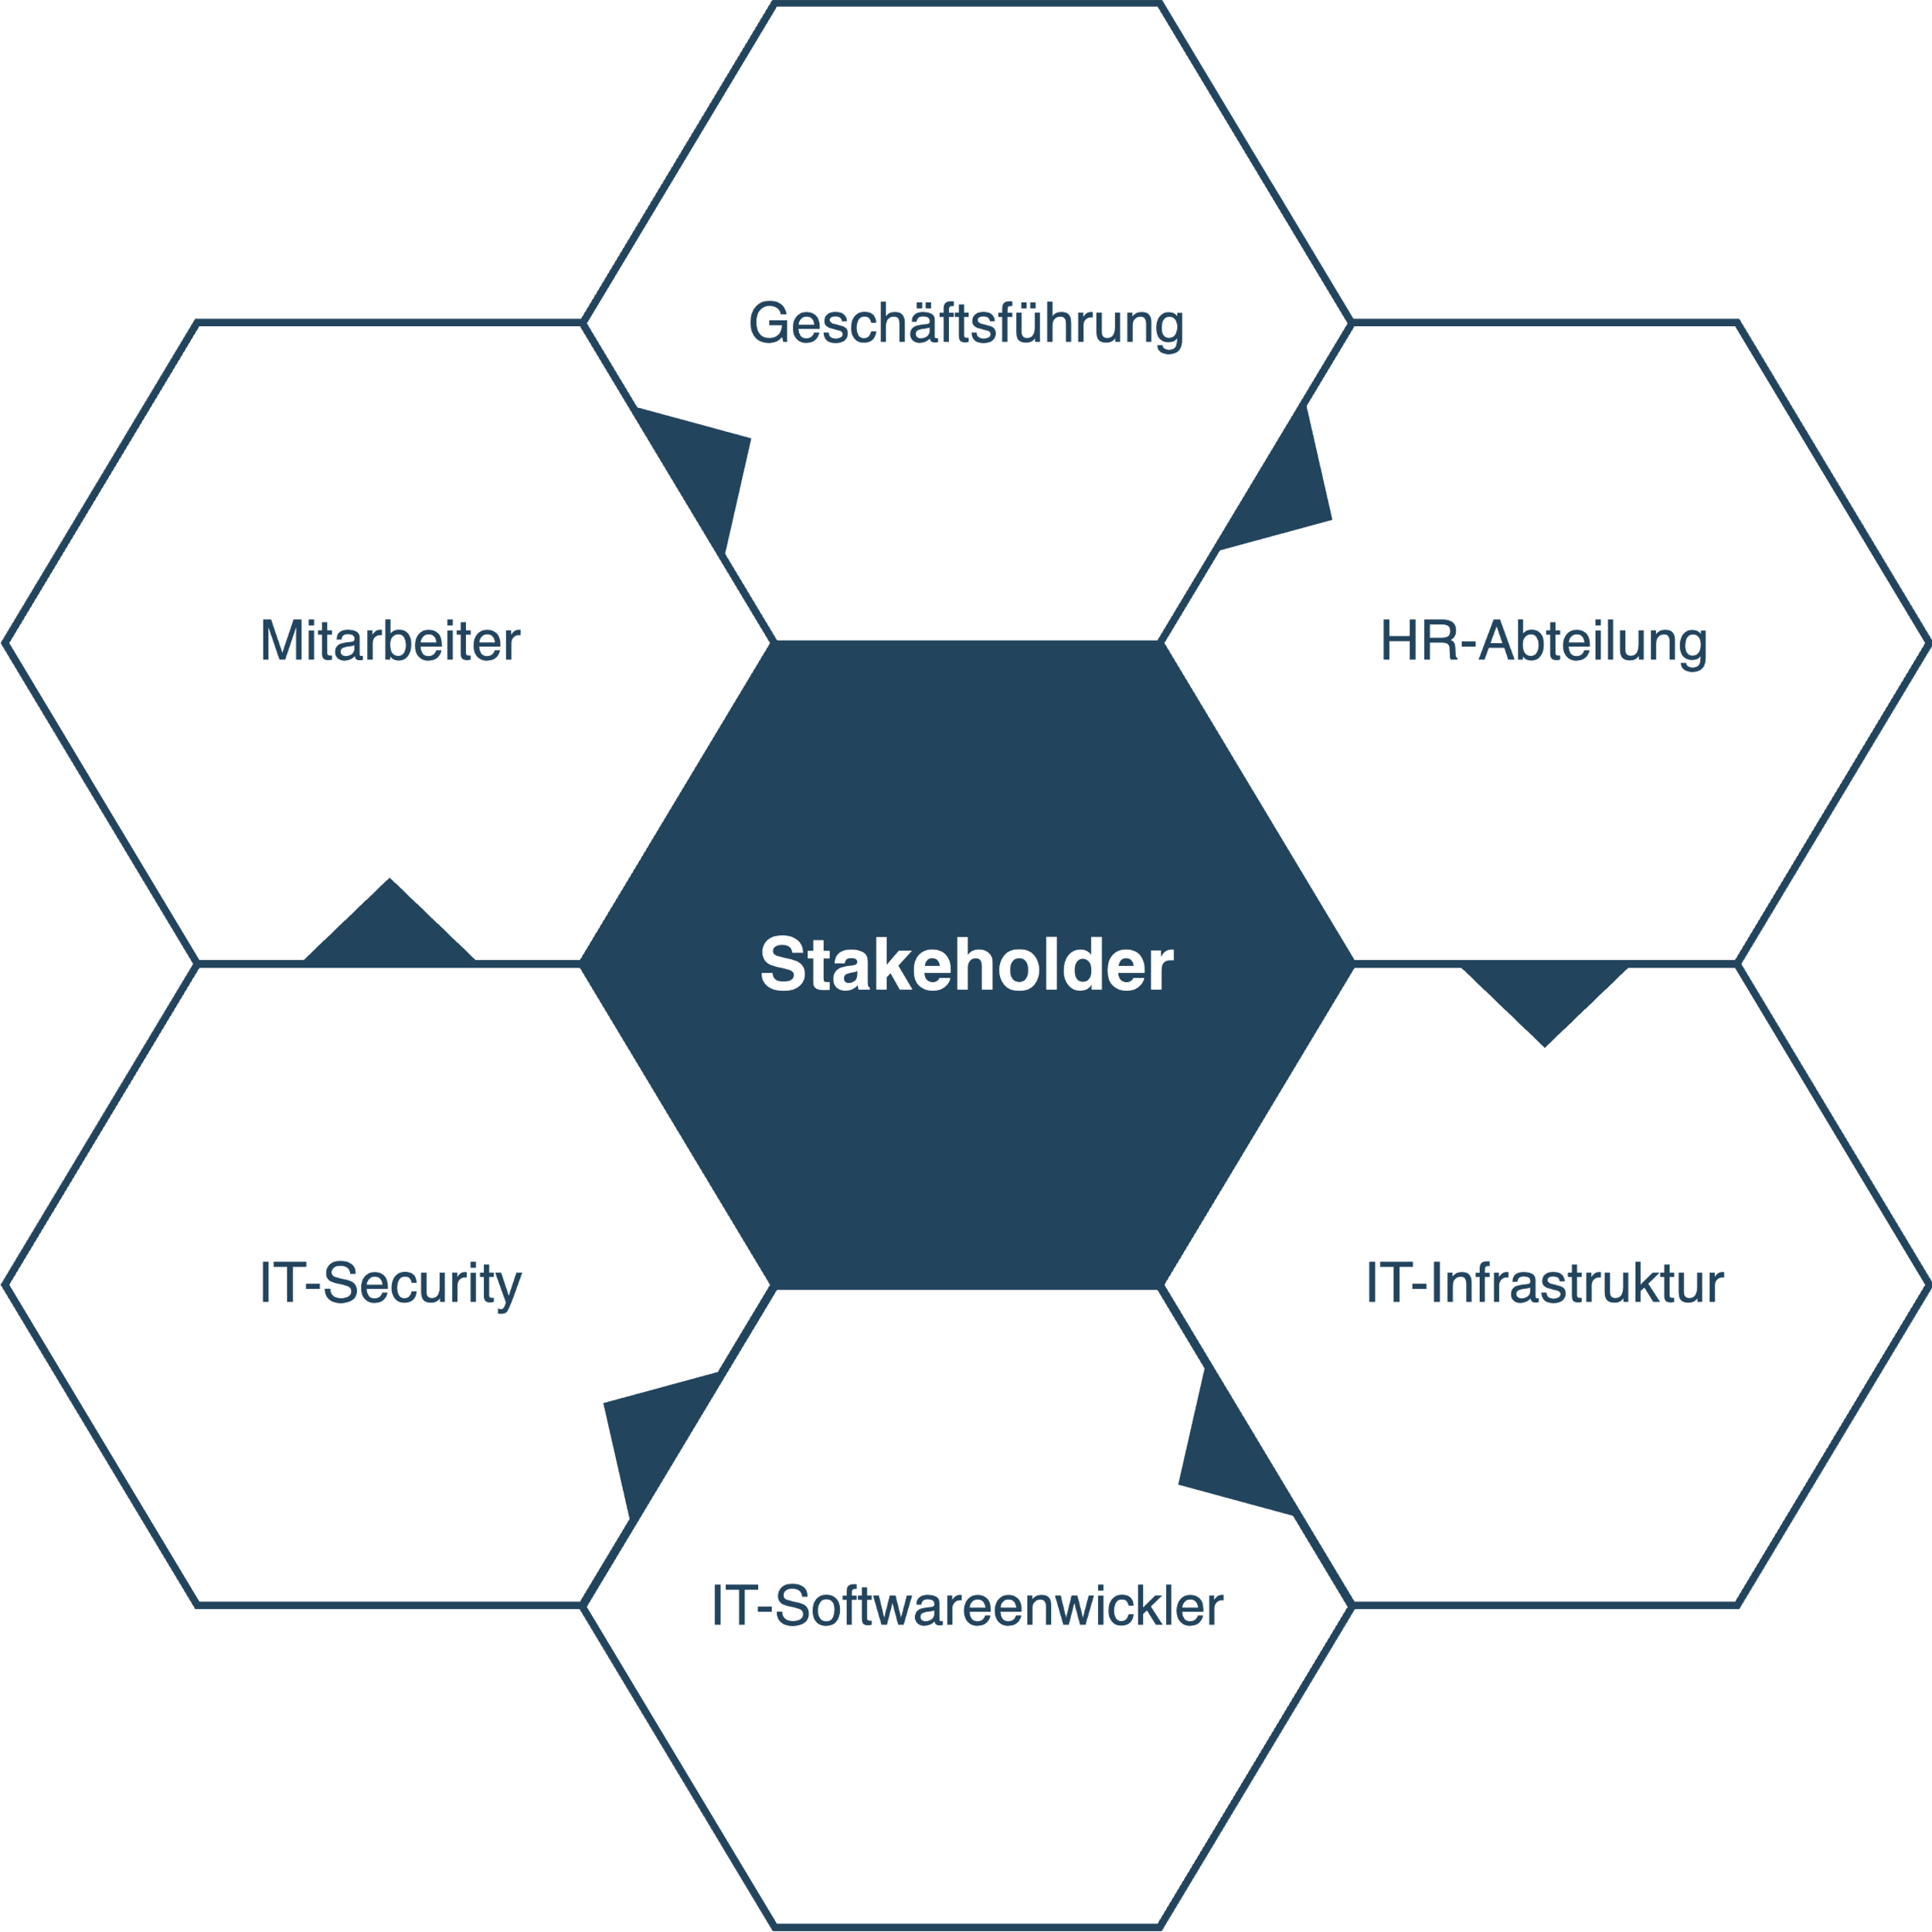 Geschäftsführung
Mitarbeiter
HR-Abteilung
Stakeholder
IT-Security
IT-Infrastruktur
IT-Softwareenwickler